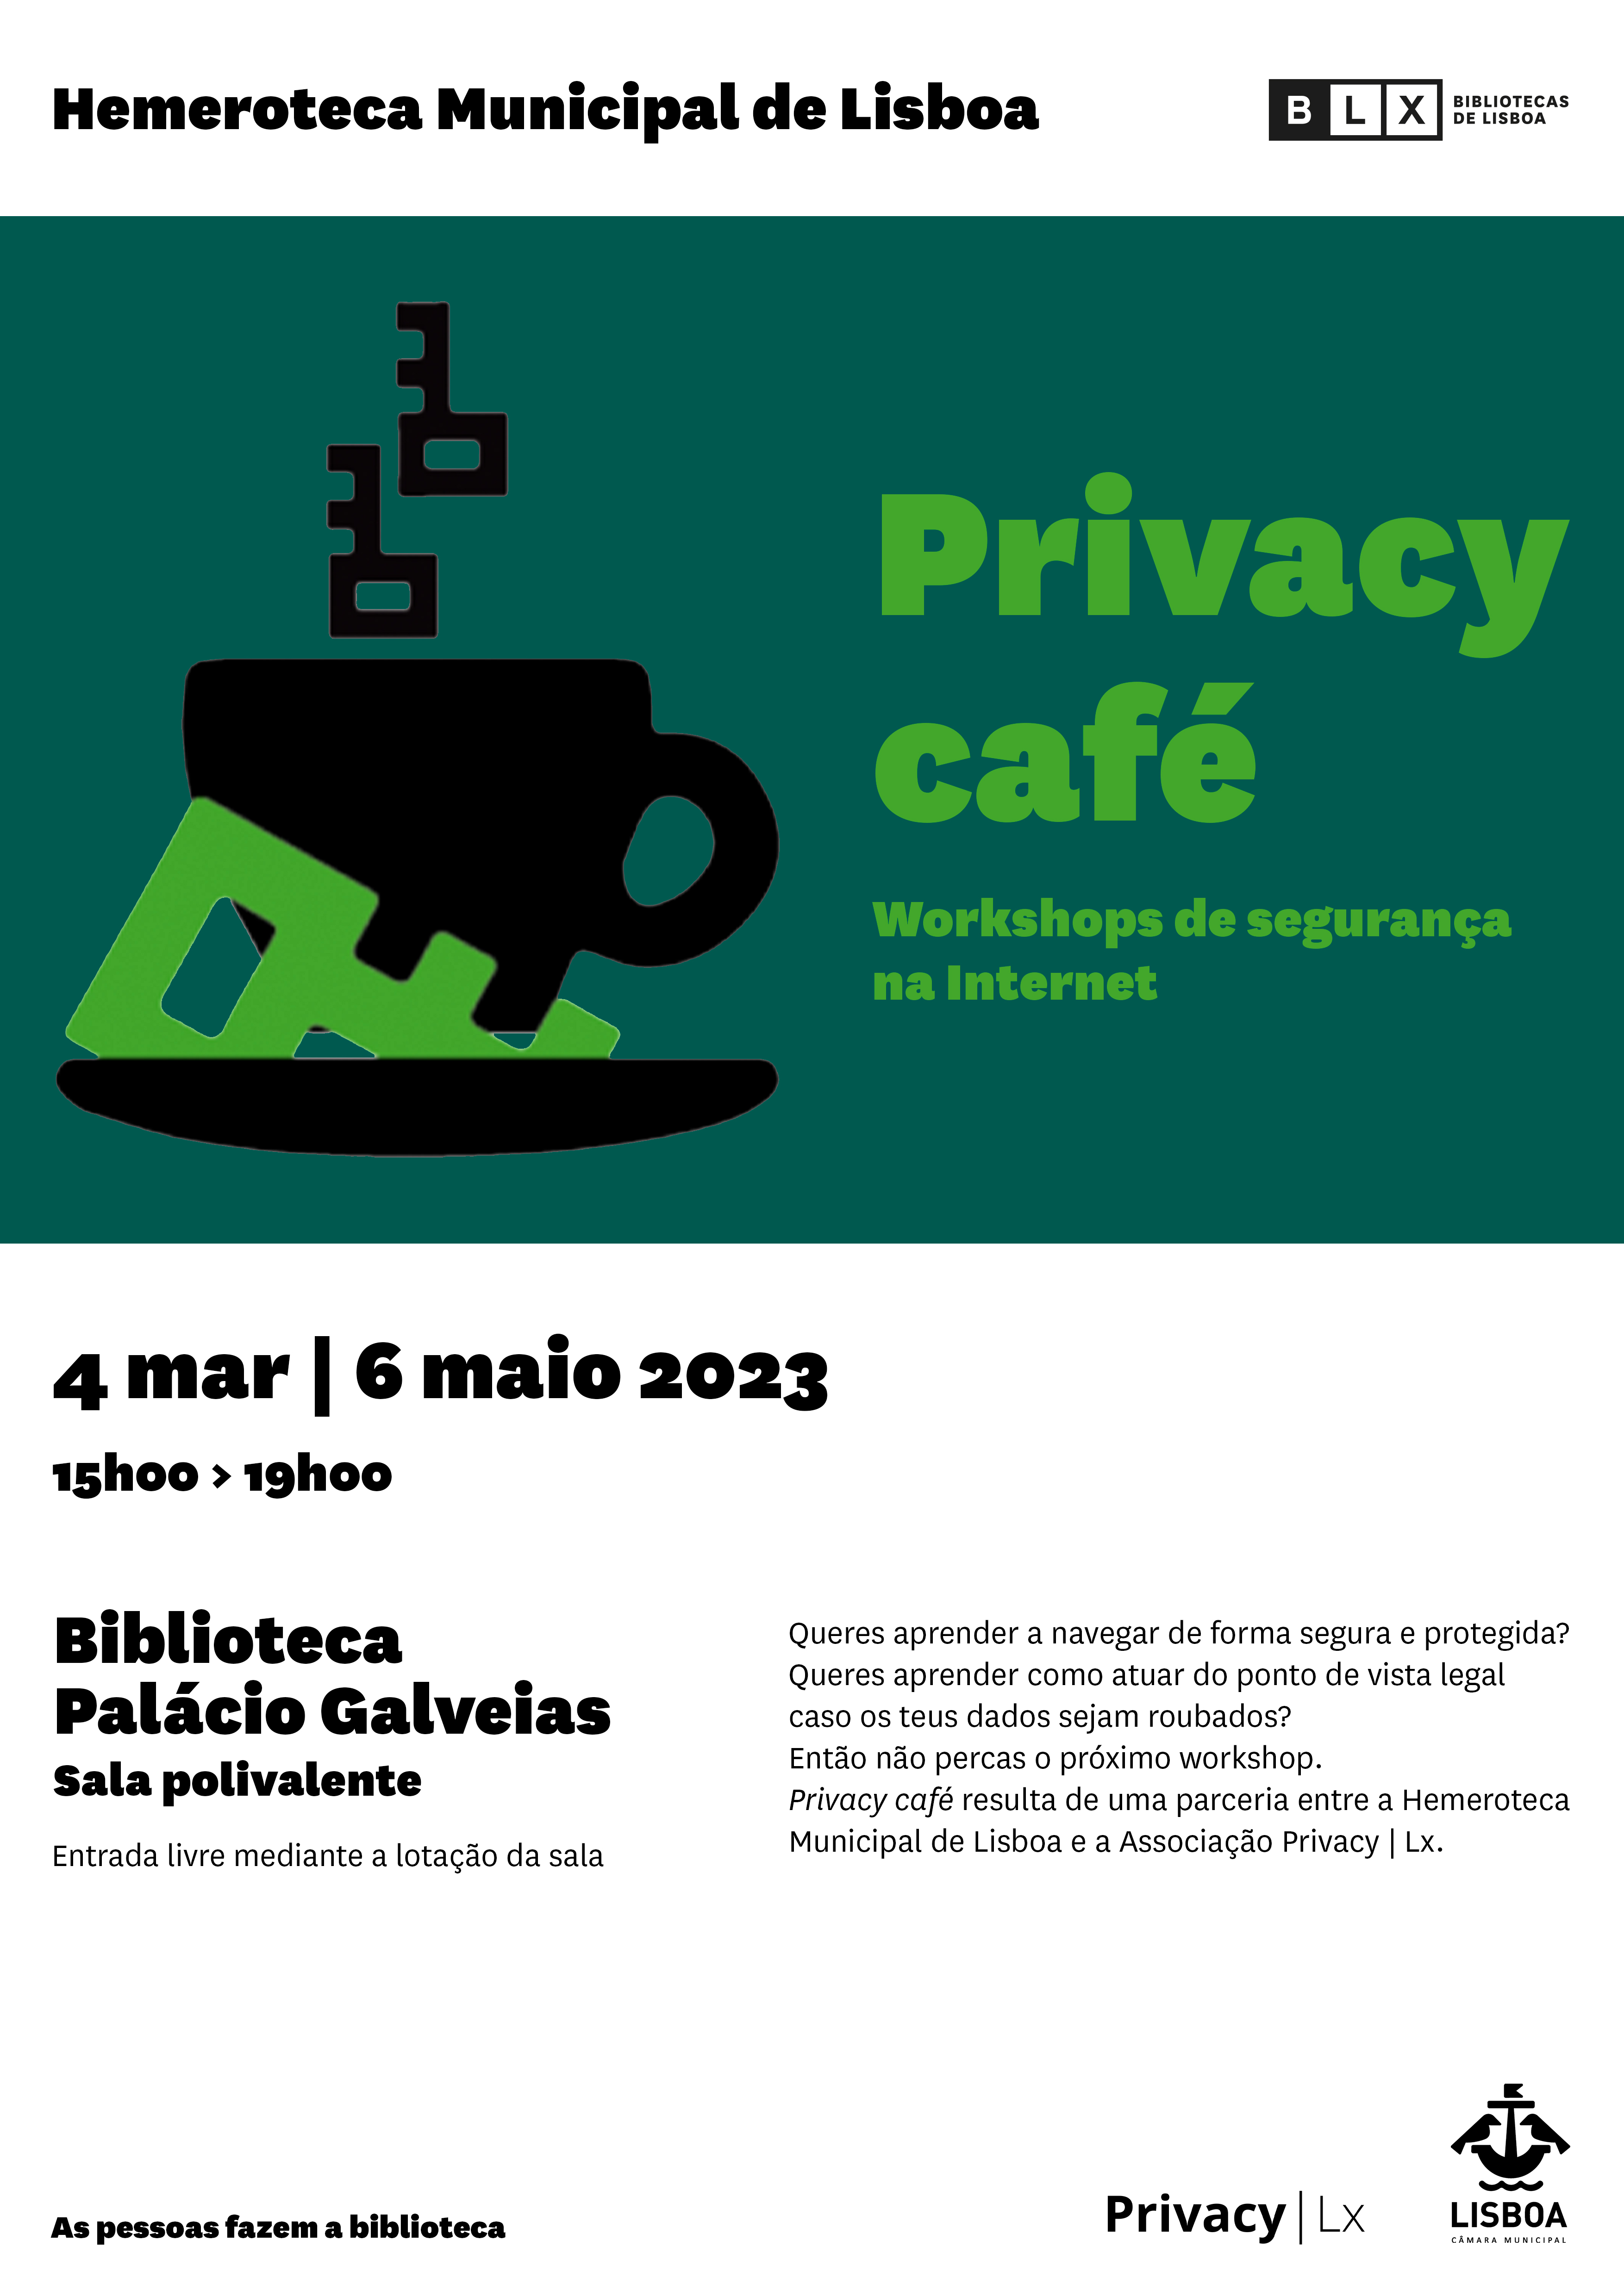 Hemeroteca Municipal de Lisboa
B L X
BIBLIOTECAS
DE LISBOA
Privacy
café
Workshops de segurança
na Internet
4 mar | 6 maio 2023
15h00 > 19h00
Biblioteca
Palácio Galveias
Sala polivalente
Entrada livre mediante a lotação da sala
Queres aprender a navegar de forma segura e protegida?
Queres aprender como atuar do ponto de vista legal
caso os teus dados sejam roubados?
Então não percas o próximo workshop.
Privacy café resulta de uma parceria entre a Hemeroteca
Municipal de Lisboa e a Associação Privacy | Lx.
As pessoas fazem a biblioteca
Privacy | Lx
LISBOA
CÂMARA MUNICIPAL